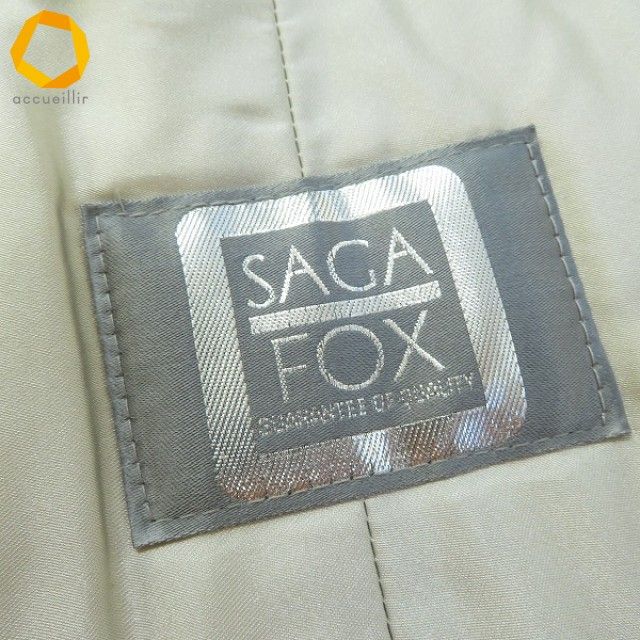 accueillir
SAGA
FOX
GUARANTEE OF QUALITY